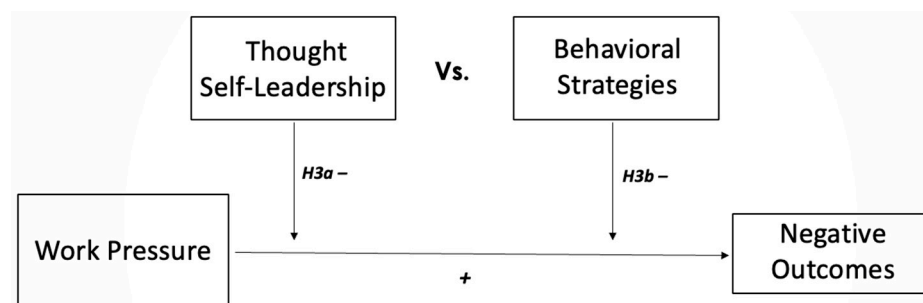 Thought
Self-Leadership
Vs.
Behavioral
Strategies
H3a –
H3b –
Work Pressure
+
Negative
Outcomes